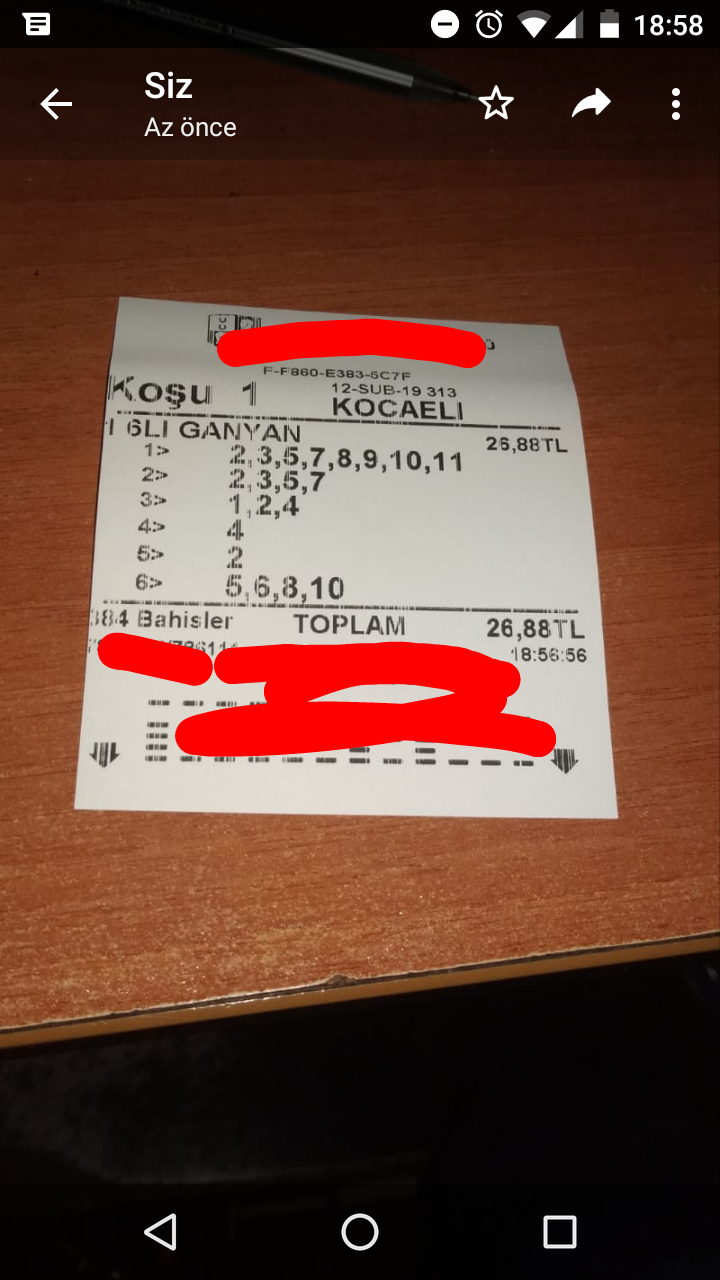 18:58
Siz
Az önce
F-F860-E383-5C7F
Koşu 1
12-SUB-19 313
KOCAELI
1 6LI GANYAN 26,88TL
1> 2,3,5,7,8,9,10,11
2> 2,3,5,7
3> 1,2,4
4> 4
5> 2
6> 5,6,8,10
384 Bahisler TOPLAM 26,88TL
18:56:56